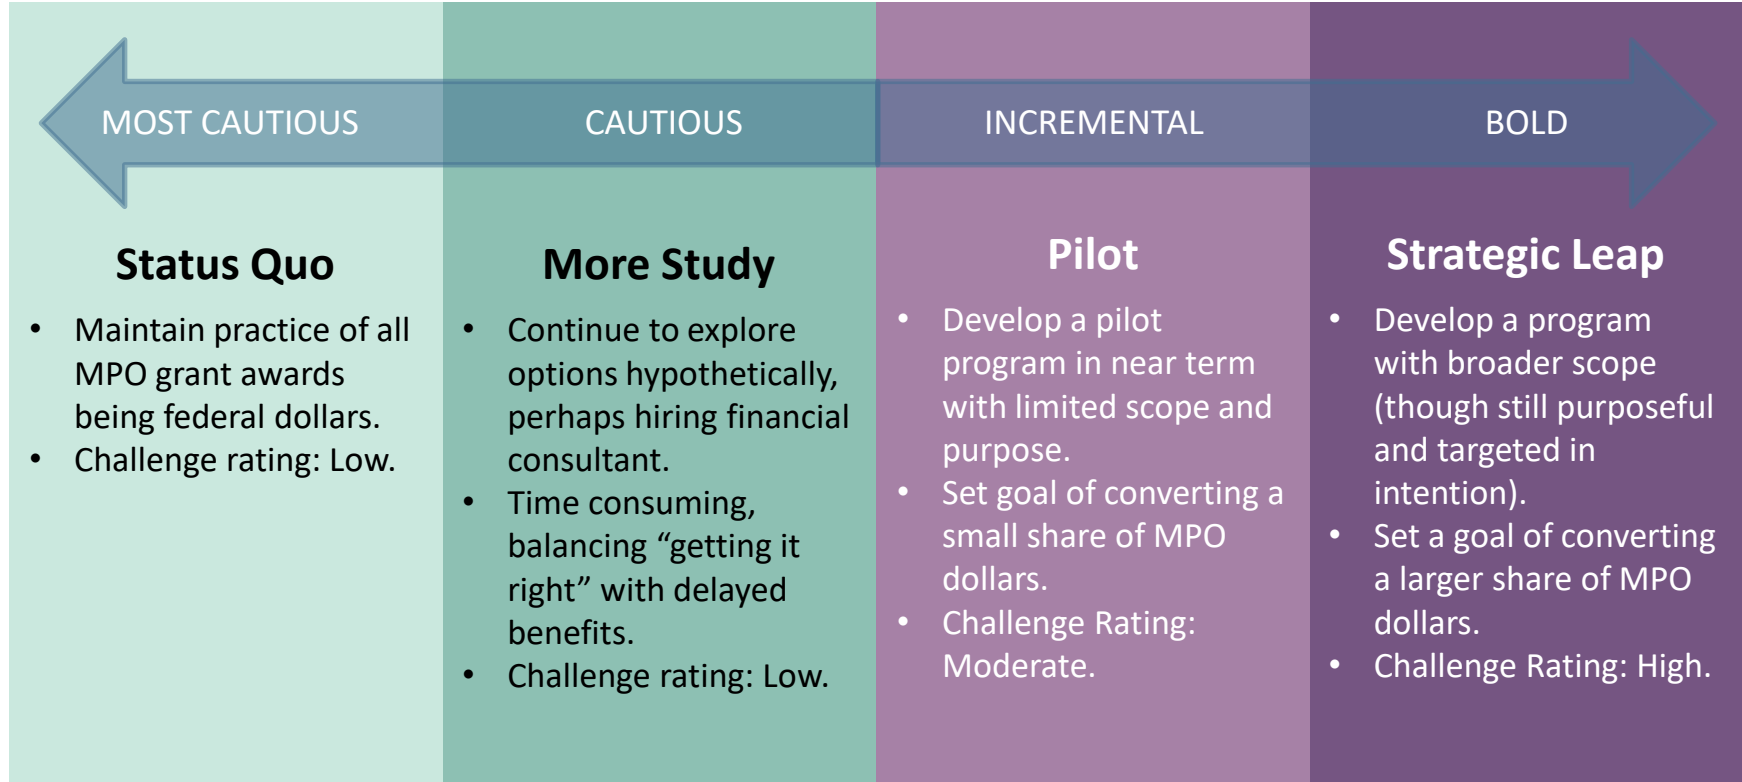 MOST CAUTIOUS
CAUTIOUS
INCREMENTAL
BOLD
Status Quo
• Maintain practice of all
MPO grant awards
being federal dollars.
• Challenge rating: Low.
More Study
• Continue to explore
options hypothetically,
perhaps hiring financial
consultant.
• Time consuming,
balancing “getting it
right” with delayed
benefits.
• Challenge rating: Low.
Pilot
• Develop a pilot
program in near term
with limited scope and
purpose.
• Set goal of converting a
small share of MPO
dollars.
• Challenge Rating:
Moderate.
Strategic Leap
• Develop a program
with broader scope
(though still purposeful
and targeted in
intention).
• Set a goal of converting
a larger share of MPO
dollars.
• Challenge Rating: High.